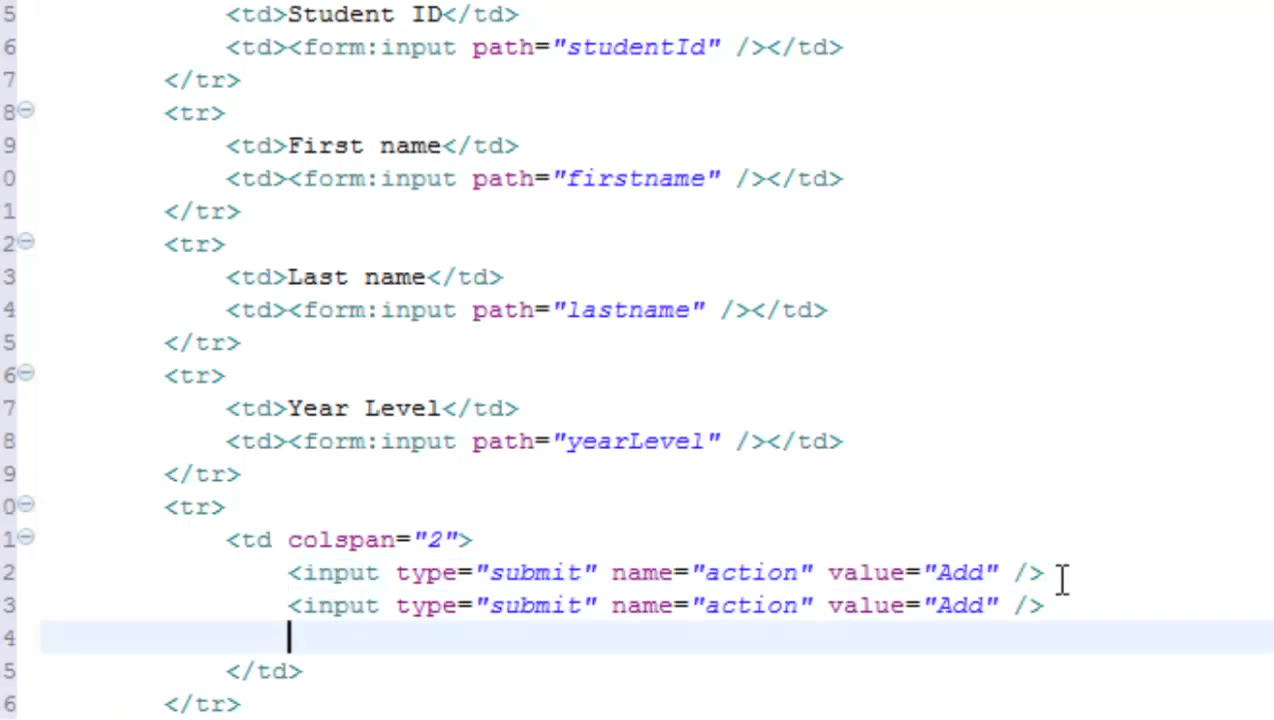 5 <td>Student ID</td>
6 <td><form:input path="studentId" /></td>
7 </tr>
8 <tr>
9 <td>First name</td>
0 <td><form:input path="firstname" /></td>
1 </tr>
2 <tr>
3 <td>Last name</td>
4 <td><form:input path="lastname" /></td>
5 </tr>
6 <tr>
7 <td>Year Level</td>
8 <td><form:input path="yearLevel" /></td>
9 </tr>
0 <tr>
1 <td colspan="2">
2 <input type="submit" name="action" value="Add" />
3 <input type="submit" name="action" value="Add" />
4
5 </td>
6 </tr>